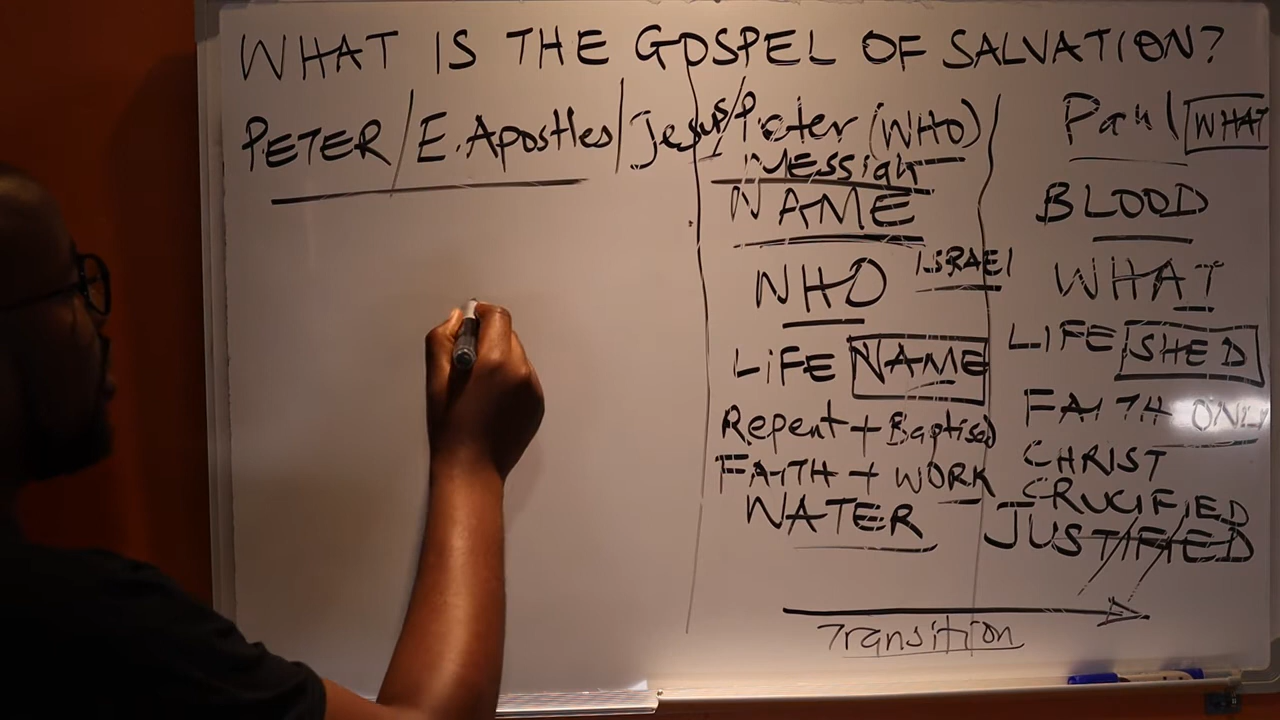 WHAT IS THE GOSPEL OF SALVATION?
PETER/E.Apostles/Jesus/Peter (WHO)
MESSiah
NAME
WHO ISRAEL
LiFE NAME
Repent + Baptised
FAITH + WORK
WATER
Paul WHAT
BLOOD
WHAT
LIFE SHED
FAITH ONLY
CHRIST
CRUCIFIED
JUSTIFIED
Transition